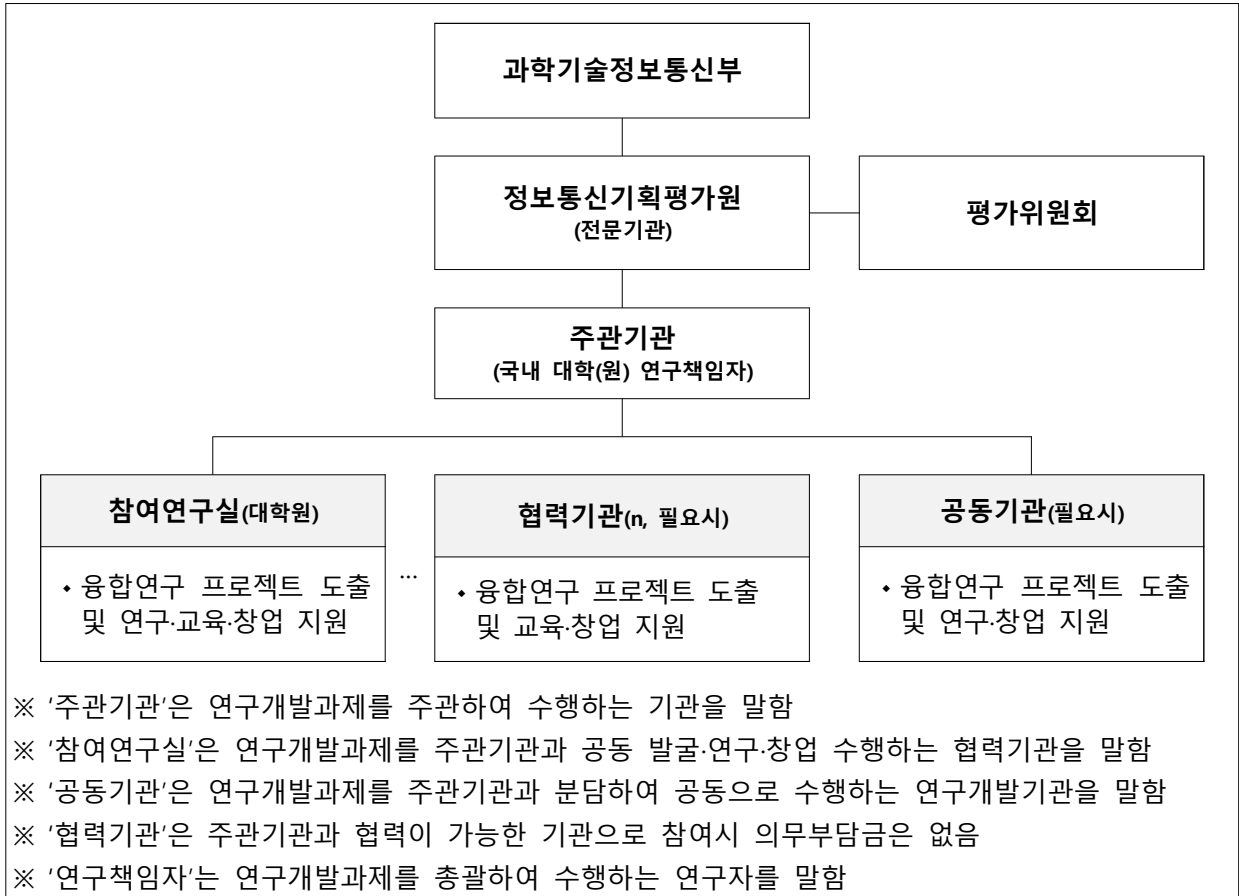 과학기술정보통신부
정보통신기획평가원
(전문기관)
평가위원회
주관기관
(국내 대학(원) 연구책임자)
참여연구실(대학원)
⬩ 융합연구 프로젝트 도출
및 연구·교육·창업 지원
...
협력기관(n, 필요시)
⬩ 융합연구 프로젝트 도출
및 교육·창업 지원
공동기관(필요시)
⬩ 융합연구 프로젝트 도출
및 연구·창업 지원
※ '주관기관'은 연구개발과제를 주관하여 수행하는 기관을 말함
※ '참여연구실'은 연구개발과제를 주관기관과 공동 발굴·연구·창업 수행하는 협력기관을 말함
※ '공동기관'은 연구개발과제를 주관기관과 분담하여 공동으로 수행하는 연구개발기관을 말함
※ '협력기관'은 주관기관과 협력이 가능한 기관으로 참여시 의무부담금은 없음
※ '연구책임자'는 연구개발과제를 총괄하여 수행하는 연구자를 말함